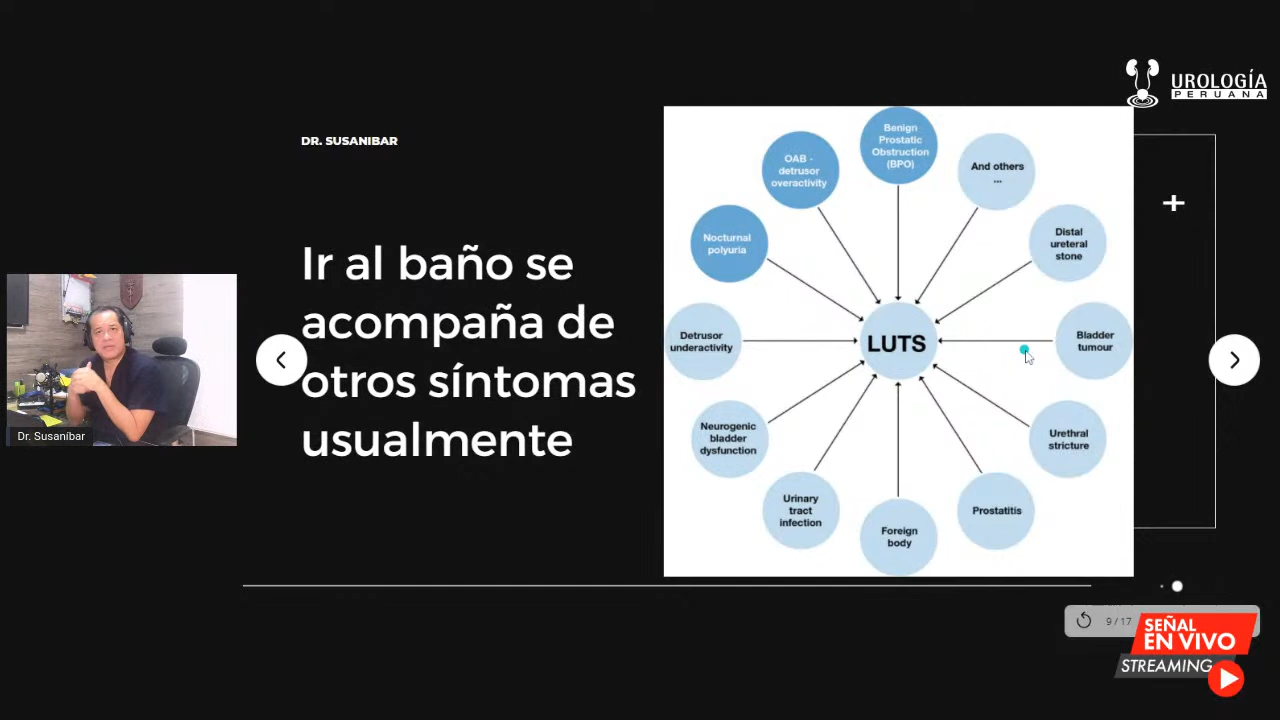 UROLOGÍA
PERUANA
DR. SUSANIBAR
Ir al baño se
acompaña de
otros síntomas
usualmente
Dr. Susaníbar
Benign
Prostatic
Obstruction
(BPO)
And others
...
Distal
ureteral
stone
Bladder
tumour
Urethral
stricture
Prostatitis
Foreign
body
Urinary
tract
infection
Neurogenic
bladder
dysfunction
Detrusor
underactivity
Nocturnal
polyuria
OAB -
detrusor
overactivity
LUTS
9 / 17
SEÑAL
EN VIVO
STREAMING